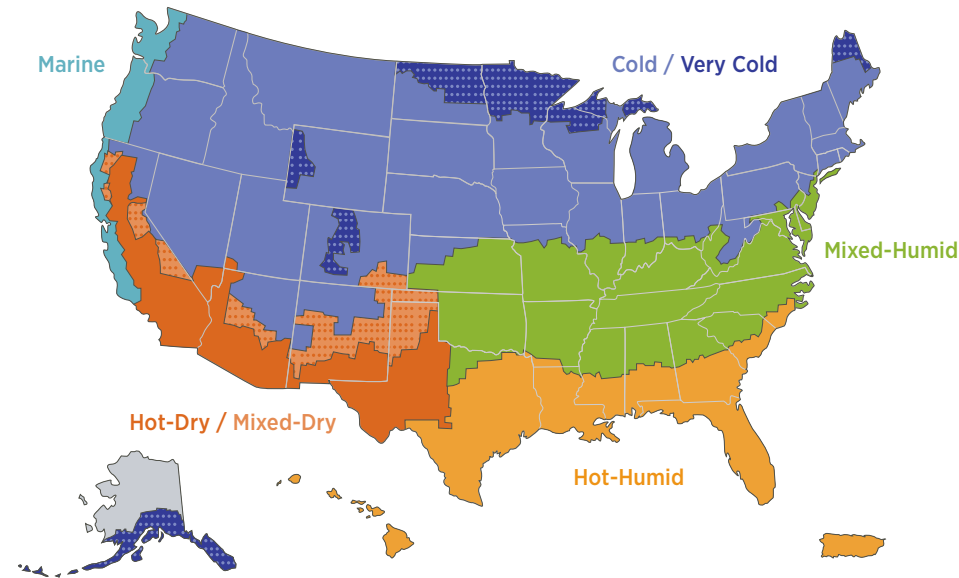 Marine
Cold / Very Cold
Mixed-Humid
Hot-Dry / Mixed-Dry
Hot-Humid